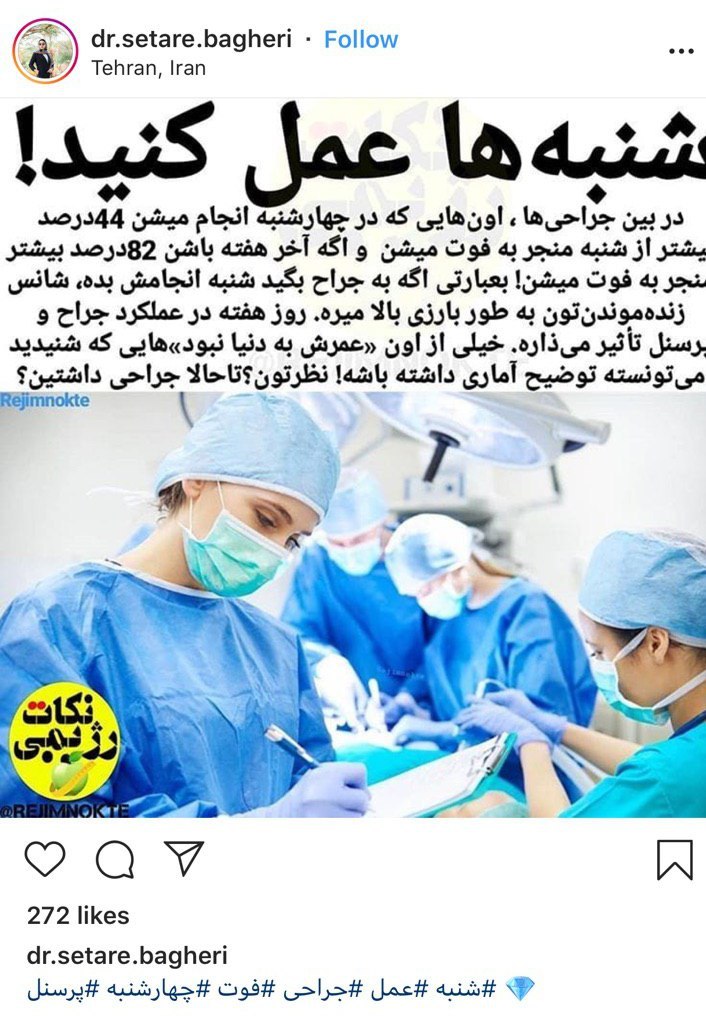 dr.setare.bagheri · Follow
Tehran, Iran
شنبه‌ها عمل کنید!
در بین جراحی‌ها ، اون‌هایی که در چهارشنبه انجام میشن 44درصد
بیشتر از شنبه منجر به فوت میشن و اگه آخر هفته باشن 82درصد بیشتر
منجر به فوت میشن! بعبارتی اگه به جراح بگید شنبه انجامش بده، شانس
زنده‌موندن‌تون به طور بارزی بالا میره. روز هفته در عملکرد جراح و
پرسنل تأثیر می‌ذاره. خیلی از اون «عمرش به دنیا نبود»هایی که شنیدید
می‌تونسته توضیح آماری داشته باشه! نظرتون؟تاحالا جراحی داشتین؟
Rejimnokte
نکات
رژیمی
@REJIMNOKTE
272 likes
dr.setare.bagheri
💎 #شنبه #عمل #جراحی #فوت #چهارشنبه #پرسنل